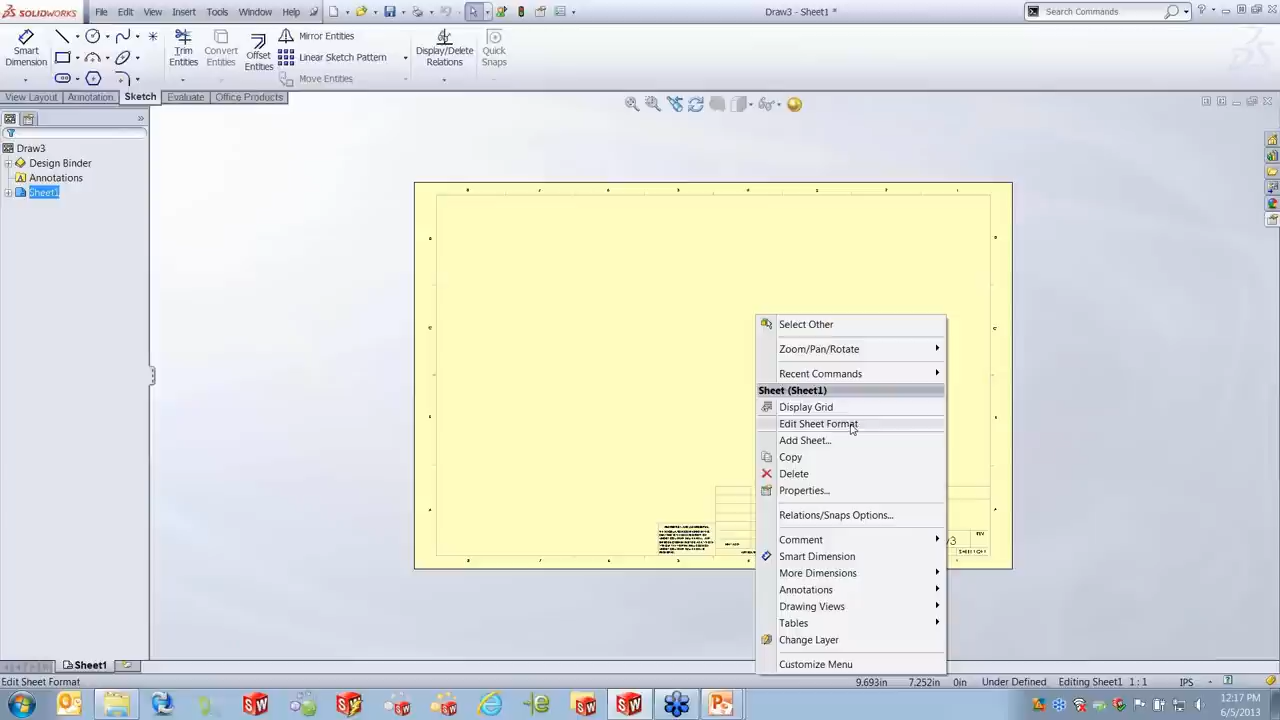 SOLIDWORKS File Edit View Insert Tools Window Help Draw3 - Sheet1 * Search Commands
Smart Dimension
Trim Entities
Convert Entities
Offset Entities
Mirror Entities
Linear Sketch Pattern
Move Entities
Display/Delete Relations
Quick Snaps
View Layout Annotation Sketch Evaluate Office Products
Draw3
Design Binder
Annotations
Sheet1
Select Other
Zoom/Pan/Rotate
Recent Commands
Sheet (Sheet1)
Display Grid
Edit Sheet Format
Add Sheet...
Copy
Delete
Properties...
Relations/Snaps Options...
Comment
Smart Dimension
More Dimensions
Annotations
Drawing Views
Tables
Change Layer
Customize Menu
Sheet1
Edit Sheet Format 9.693in 7.252in 0in Under Defined Editing Sheet1 1 : 1 IPS
12:17 PM
6/5/2013